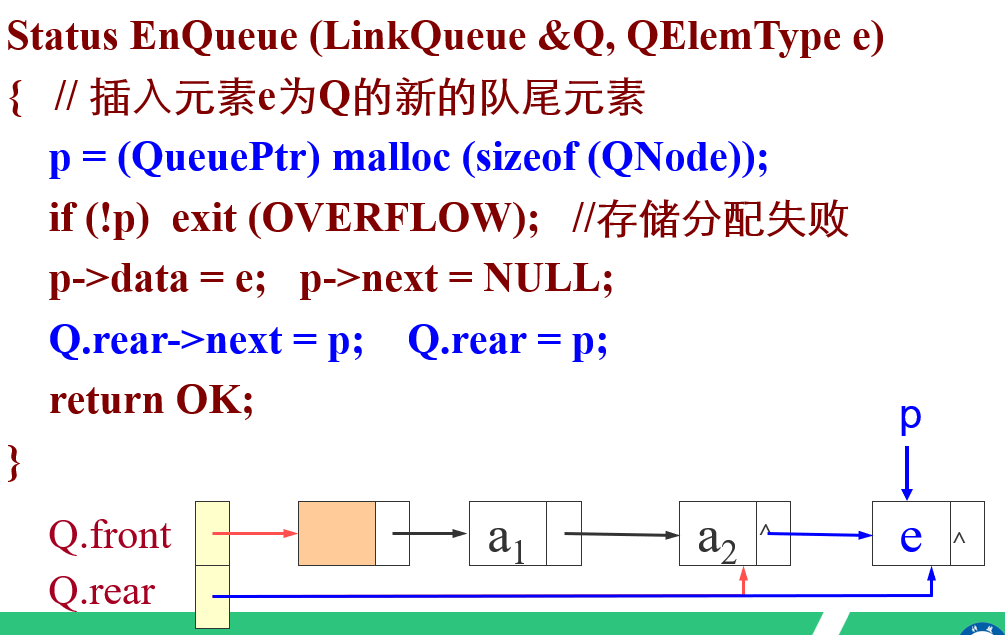 Status EnQueue (LinkQueue &Q, QElemType e)
{ // 插入元素e为Q的新的队尾元素
p = (QueuePtr) malloc (sizeof (QNode));
if (!p) exit (OVERFLOW); //存储分配失败
p->data = e; p->next = NULL;
Q.rear->next = p; Q.rear = p;
return OK;
}
p
Q.front a1 a2 ^ e ^
Q.rear